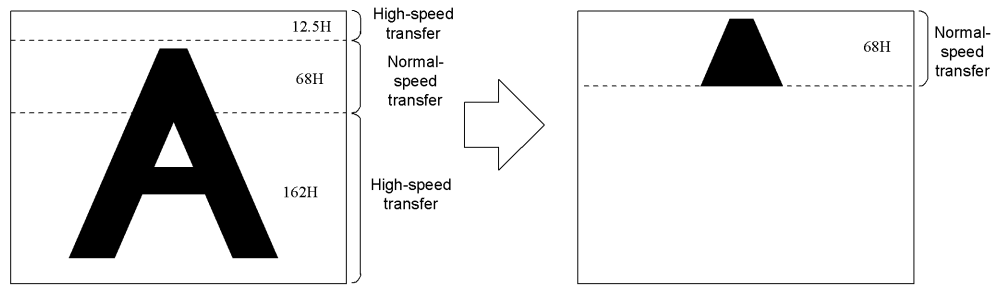 12.5H
High-speed
transfer
68H
Normal-
speed
transfer
A
162H
High-speed
transfer
68H
Normal-
speed
transfer